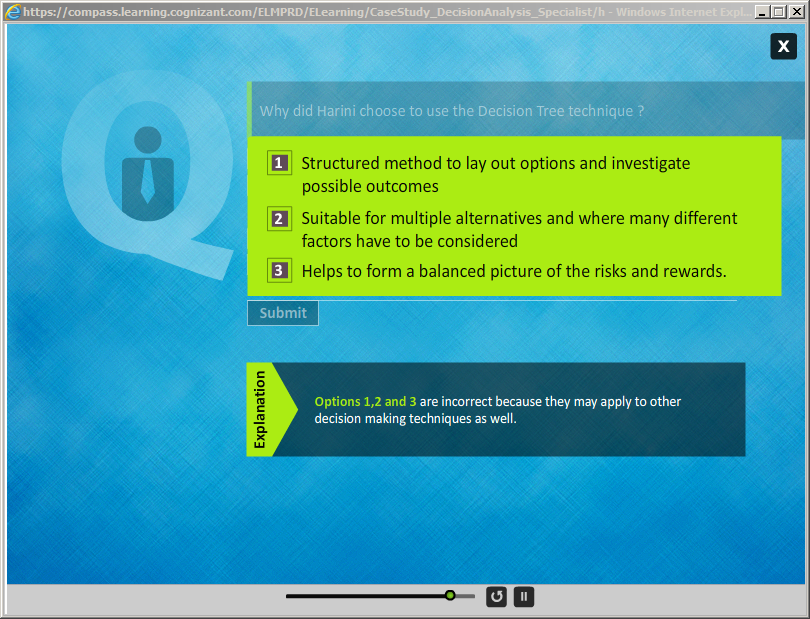 https://compass.learning.cognizant.com/ELMPRD/ELearning/CaseStudy_DecisionAnalysis_Specialist/h - Windows Internet Expl...
X
Q
Why did Harini choose to use the Decision Tree technique ?
1 Structured method to lay out options and investigate
possible outcomes
2 Suitable for multiple alternatives and where many different
factors have to be considered
3 Helps to form a balanced picture of the risks and rewards.
Submit
Explanation
Options 1,2 and 3 are incorrect because they may apply to other
decision making techniques as well.